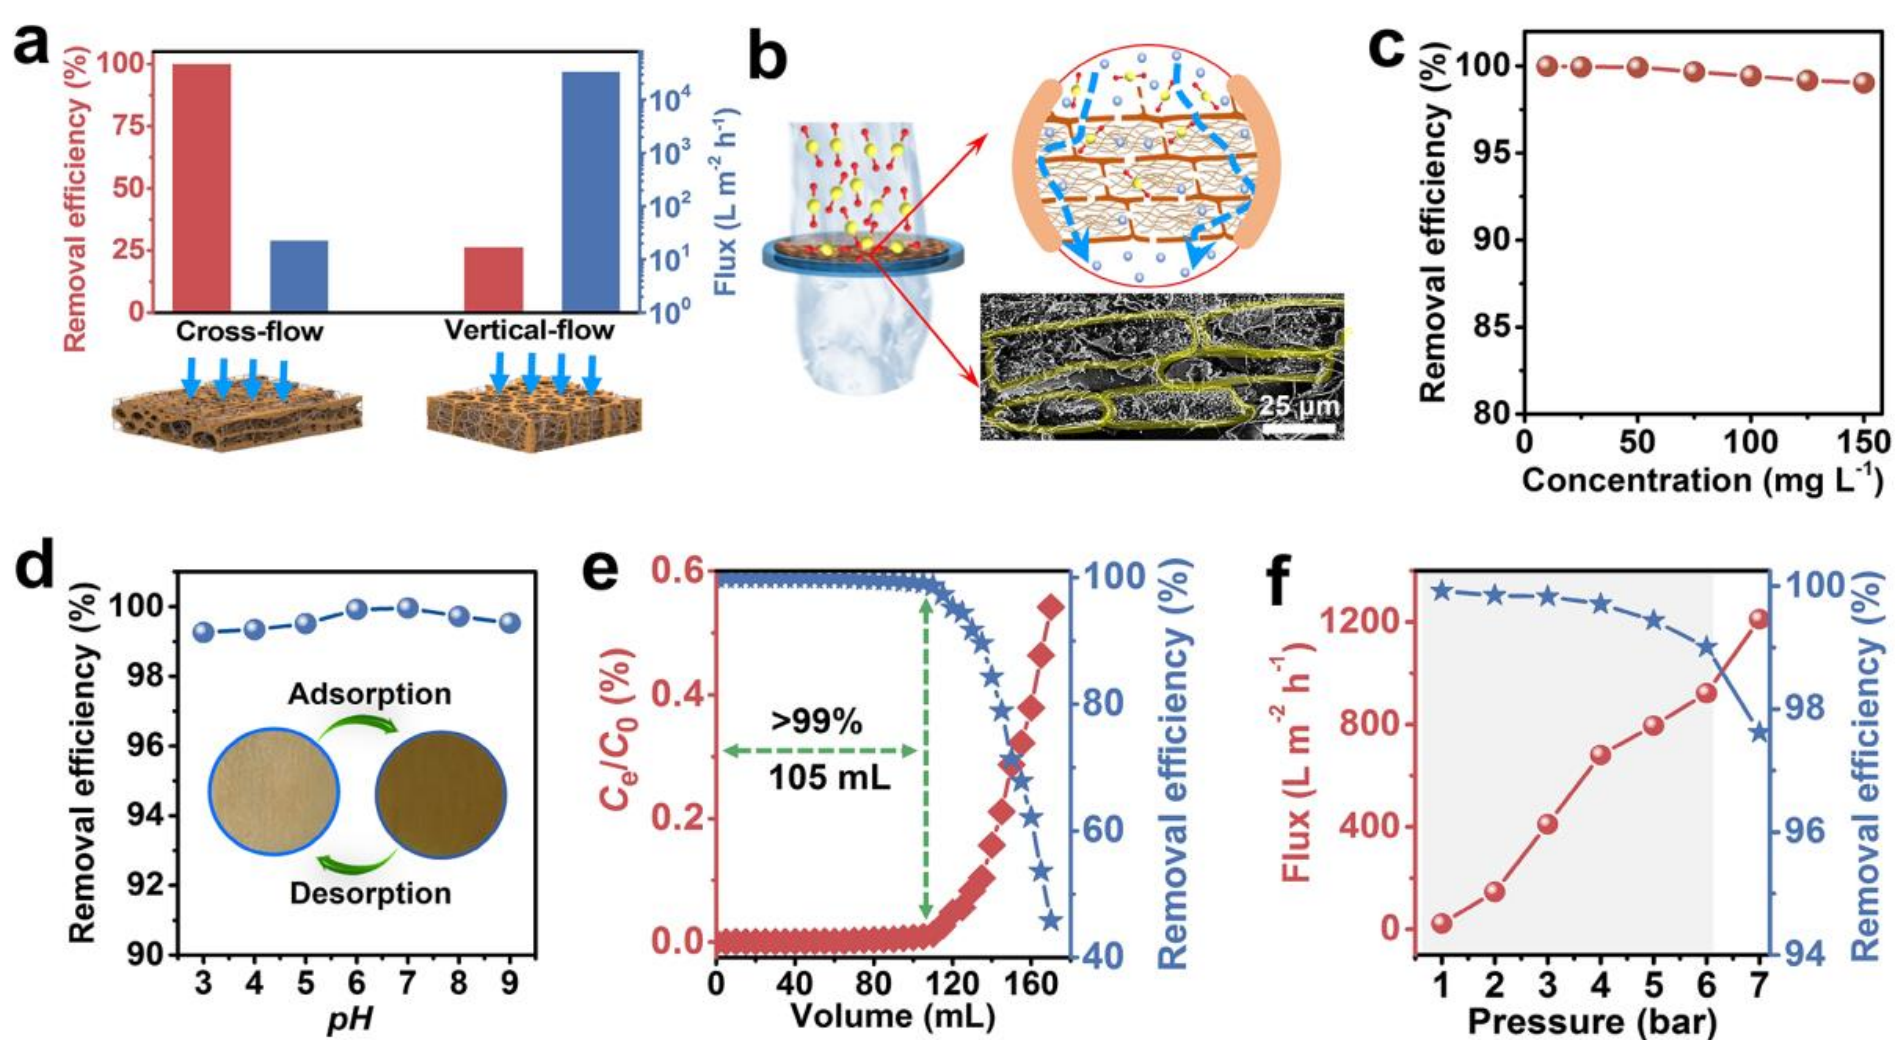 a
Removal efficiency (%)
100
75
50
25
0
10⁴
10³
10²
10¹
10⁰
Flux (L m⁻² h⁻¹)
Cross-flow
Vertical-flow
b
25 μm
c
Removal efficiency (%)
100
95
90
85
80
0 50 100 150
Concentration (mg L⁻¹)
d
Removal efficiency (%)
100
98
96
94
92
90
Adsorption
Desorption
3 4 5 6 7 8 9
pH
e
Cₑ/C₀ (%)
0.6
0.4
0.2
0.0
>99%
105 mL
100
80
60
40
Removal efficiency (%)
0 40 80 120 160
Volume (mL)
f
Flux (L m⁻² h⁻¹)
1200
800
400
0
100
98
96
94
Removal efficiency (%)
1 2 3 4 5 6 7
Pressure (bar)